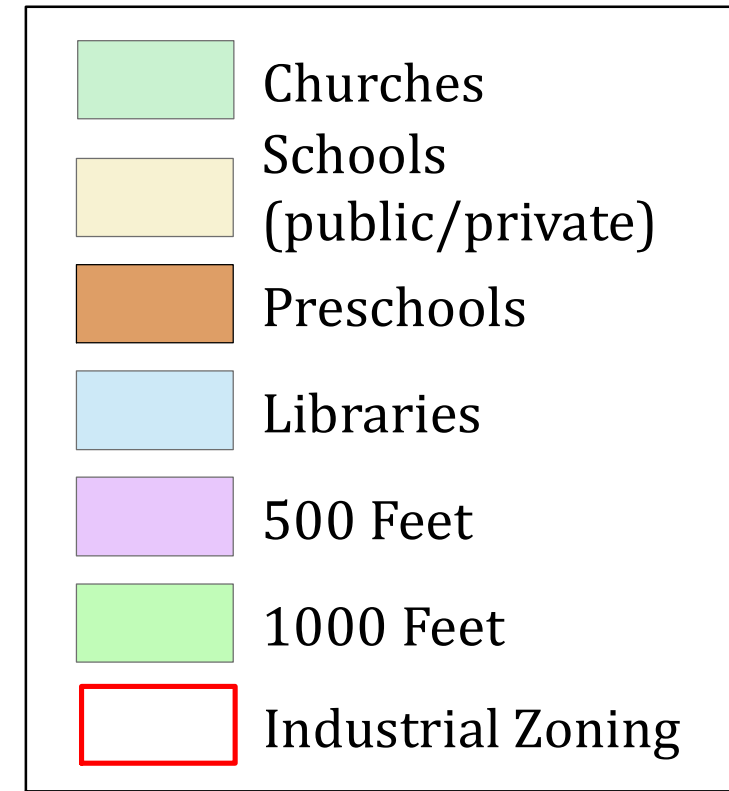 Churches
Schools
(public/private)
Preschools
Libraries
500 Feet
1000 Feet
Industrial Zoning